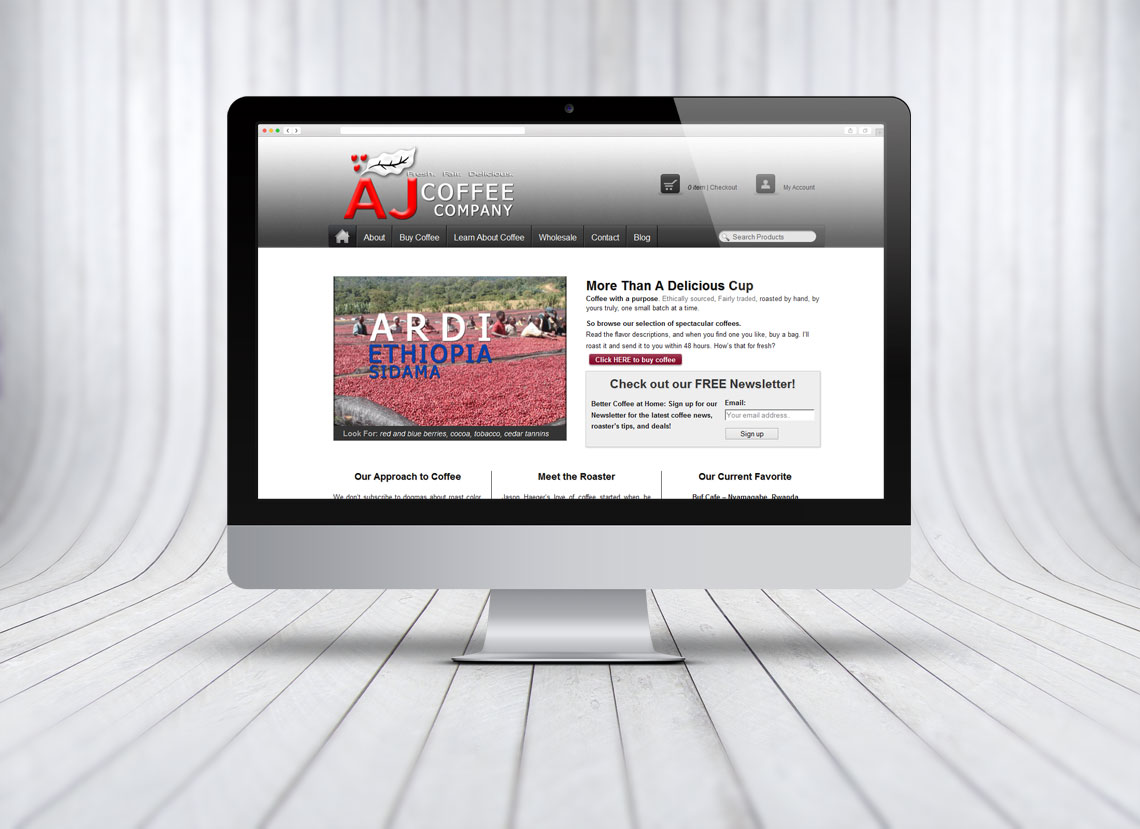 Fresh. Fair. Delicious.
AJ COFFEE
COMPANY
0 item | Checkout
My Account
About
Buy Coffee
Learn About Coffee
Wholesale
Contact
Blog
Search Products
ARDI
ETHIOPIA
SIDAMA
Look For: red and blue berries, cocoa, tobacco, cedar tannins
More Than A Delicious Cup
Coffee with a purpose. Ethically sourced, Fairly traded, roasted by hand, by
yours truly, one small batch at a time.
So browse our selection of spectacular coffees.
Read the flavor descriptions, and when you find one you like, buy a bag. I'll
roast it and send it to you within 48 hours. How's that for fresh?
Click HERE to buy coffee
Check out our FREE Newsletter!
Better Coffee at Home: Sign up for our
Newsletter for the latest coffee news,
roaster's tips, and deals!
Email:
Your email address.
Sign up
Our Approach to Coffee
We don't subscribe to dogmas about roast color
Meet the Roaster
Jason Haeger's love of coffee started when he
Our Current Favorite
Buf Cafe – Nyamagabe, Rwanda